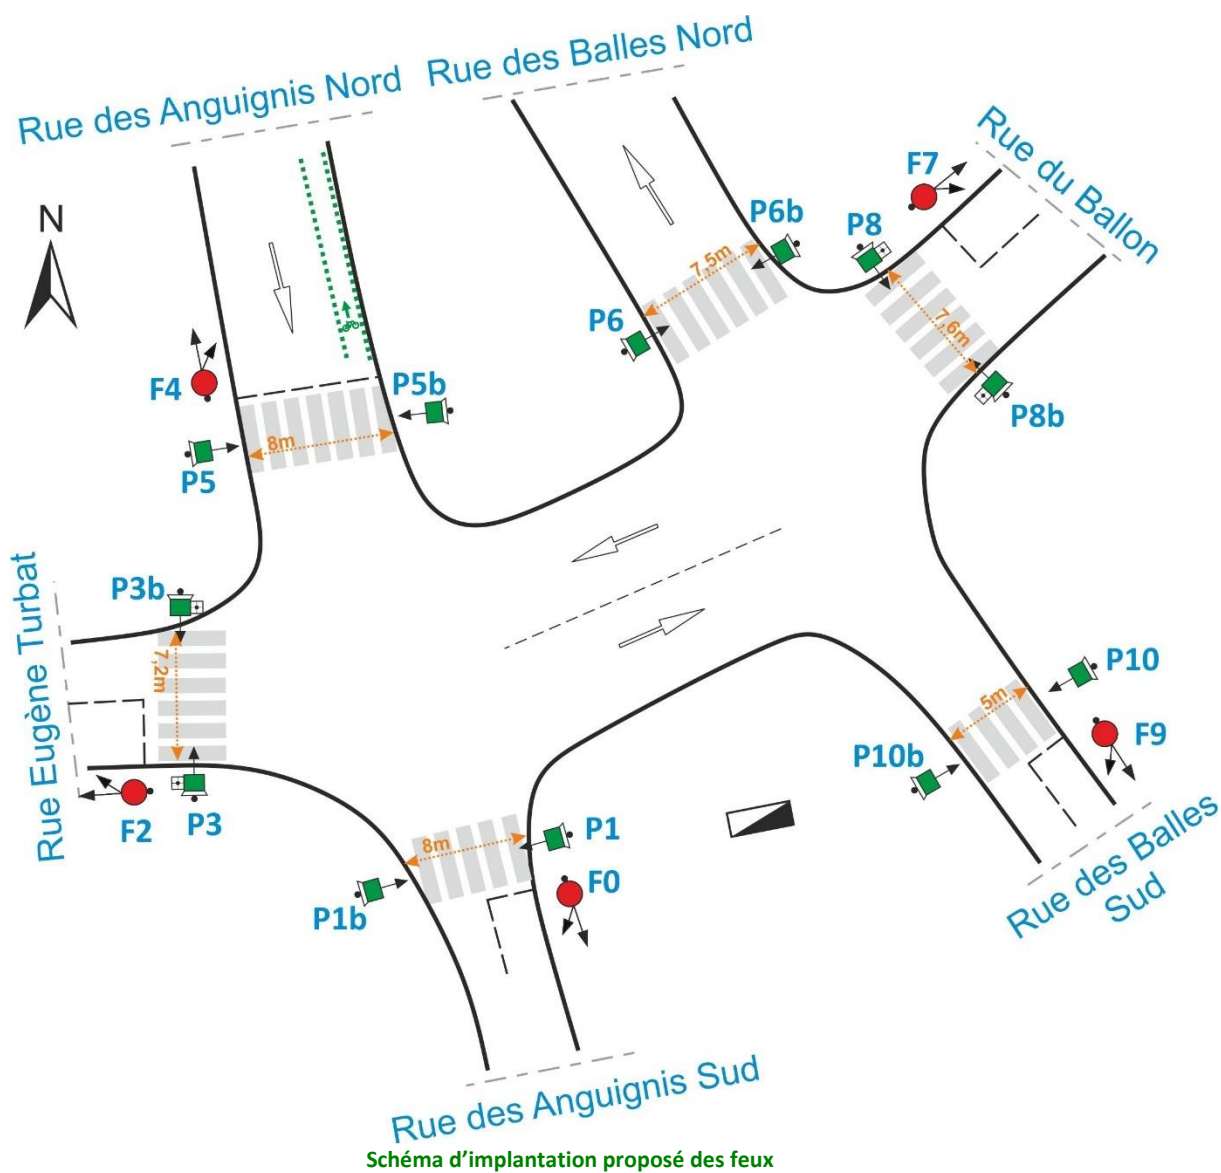 Rue des Anguignis Nord
Rue des Balles Nord
Rue du Ballon
N
F7
P6b
P8
7,5m
P6
7,6m
F4
P5b
P8b
8m
P5
Rue Eugène Turbat
P3b
7,2m
P10
5m
F9
P10b
F2
P3
P1
8m
F0
P1b
Rue des Balles
Sud
Rue des Anguignis Sud
Schéma d’implantation proposé des feux